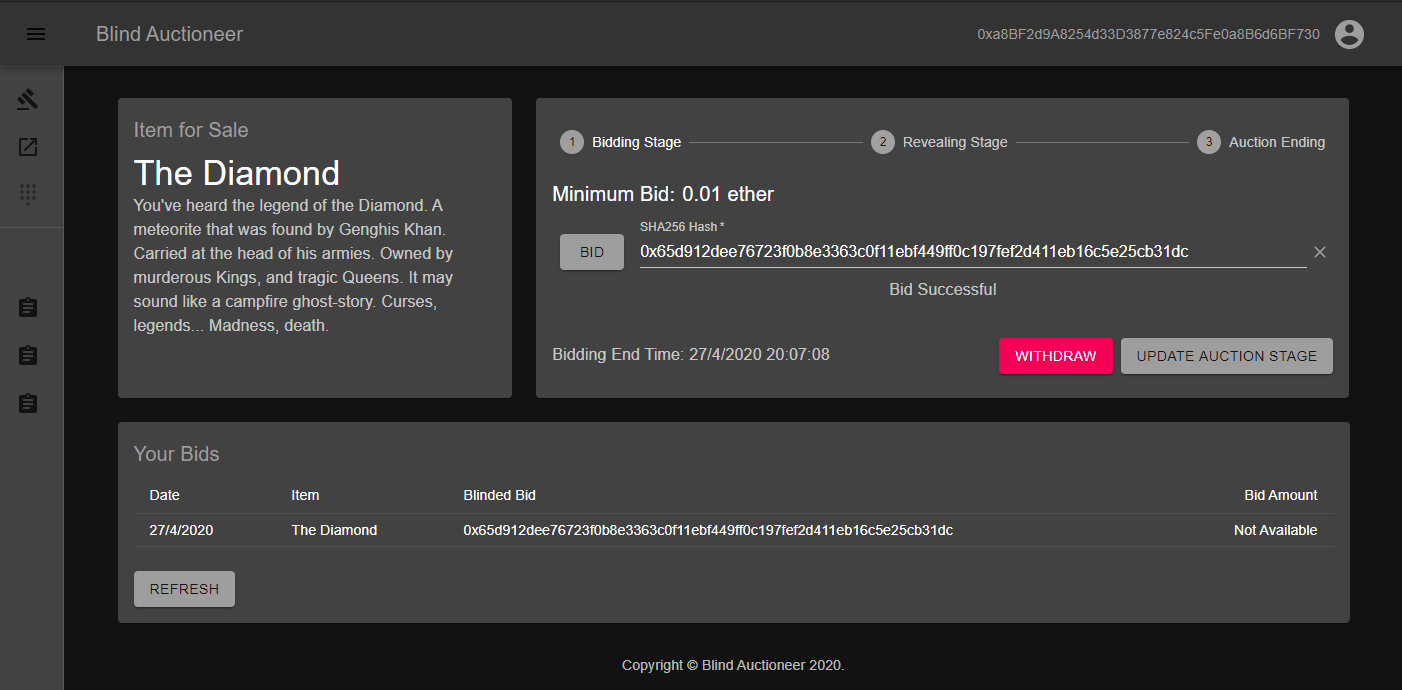 Blind Auctioneer
0xa8BF2d9A8254d33D3877e824c5Fe0a8B6d6BF730
Item for Sale
The Diamond
You've heard the legend of the Diamond. A
meteorite that was found by Genghis Khan.
Carried at the head of his armies. Owned by
murderous Kings, and tragic Queens. It may
sound like a campfire ghost-story. Curses,
legends... Madness, death.
1 Bidding Stage 2 Revealing Stage 3 Auction Ending
Minimum Bid: 0.01 ether
SHA256 Hash *
BID 0x65d912dee76723f0b8e3363c0f11ebf449ff0c197fef2d411eb16c5e25cb31dc
Bid Successful
Bidding End Time: 27/4/2020 20:07:08 WITHDRAW UPDATE AUCTION STAGE
Your Bids
Date Item Blinded Bid Bid Amount
27/4/2020 The Diamond 0x65d912dee76723f0b8e3363c0f11ebf449ff0c197fef2d411eb16c5e25cb31dc Not Available
REFRESH
Copyright © Blind Auctioneer 2020.